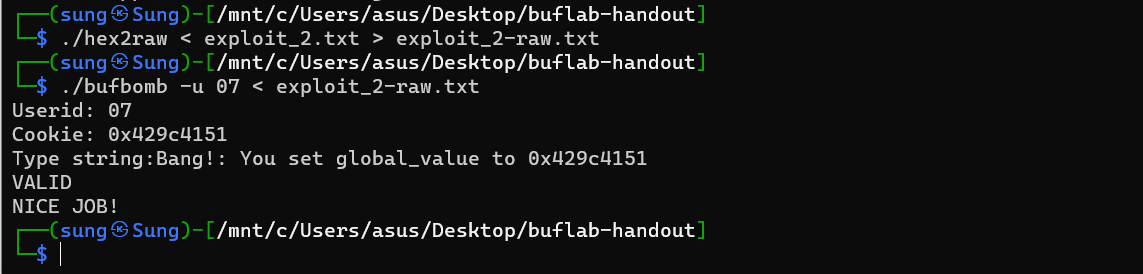 ┌──(sung㉿Sung)-[/mnt/c/Users/asus/Desktop/buflab-handout]
└─$ ./hex2raw < exploit_2.txt > exploit_2-raw.txt
┌──(sung㉿Sung)-[/mnt/c/Users/asus/Desktop/buflab-handout]
└─$ ./bufbomb -u 07 < exploit_2-raw.txt
Userid: 07
Cookie: 0x429c4151
Type string:Bang!: You set global_value to 0x429c4151
VALID
NICE JOB!
┌──(sung㉿Sung)-[/mnt/c/Users/asus/Desktop/buflab-handout]
└─$